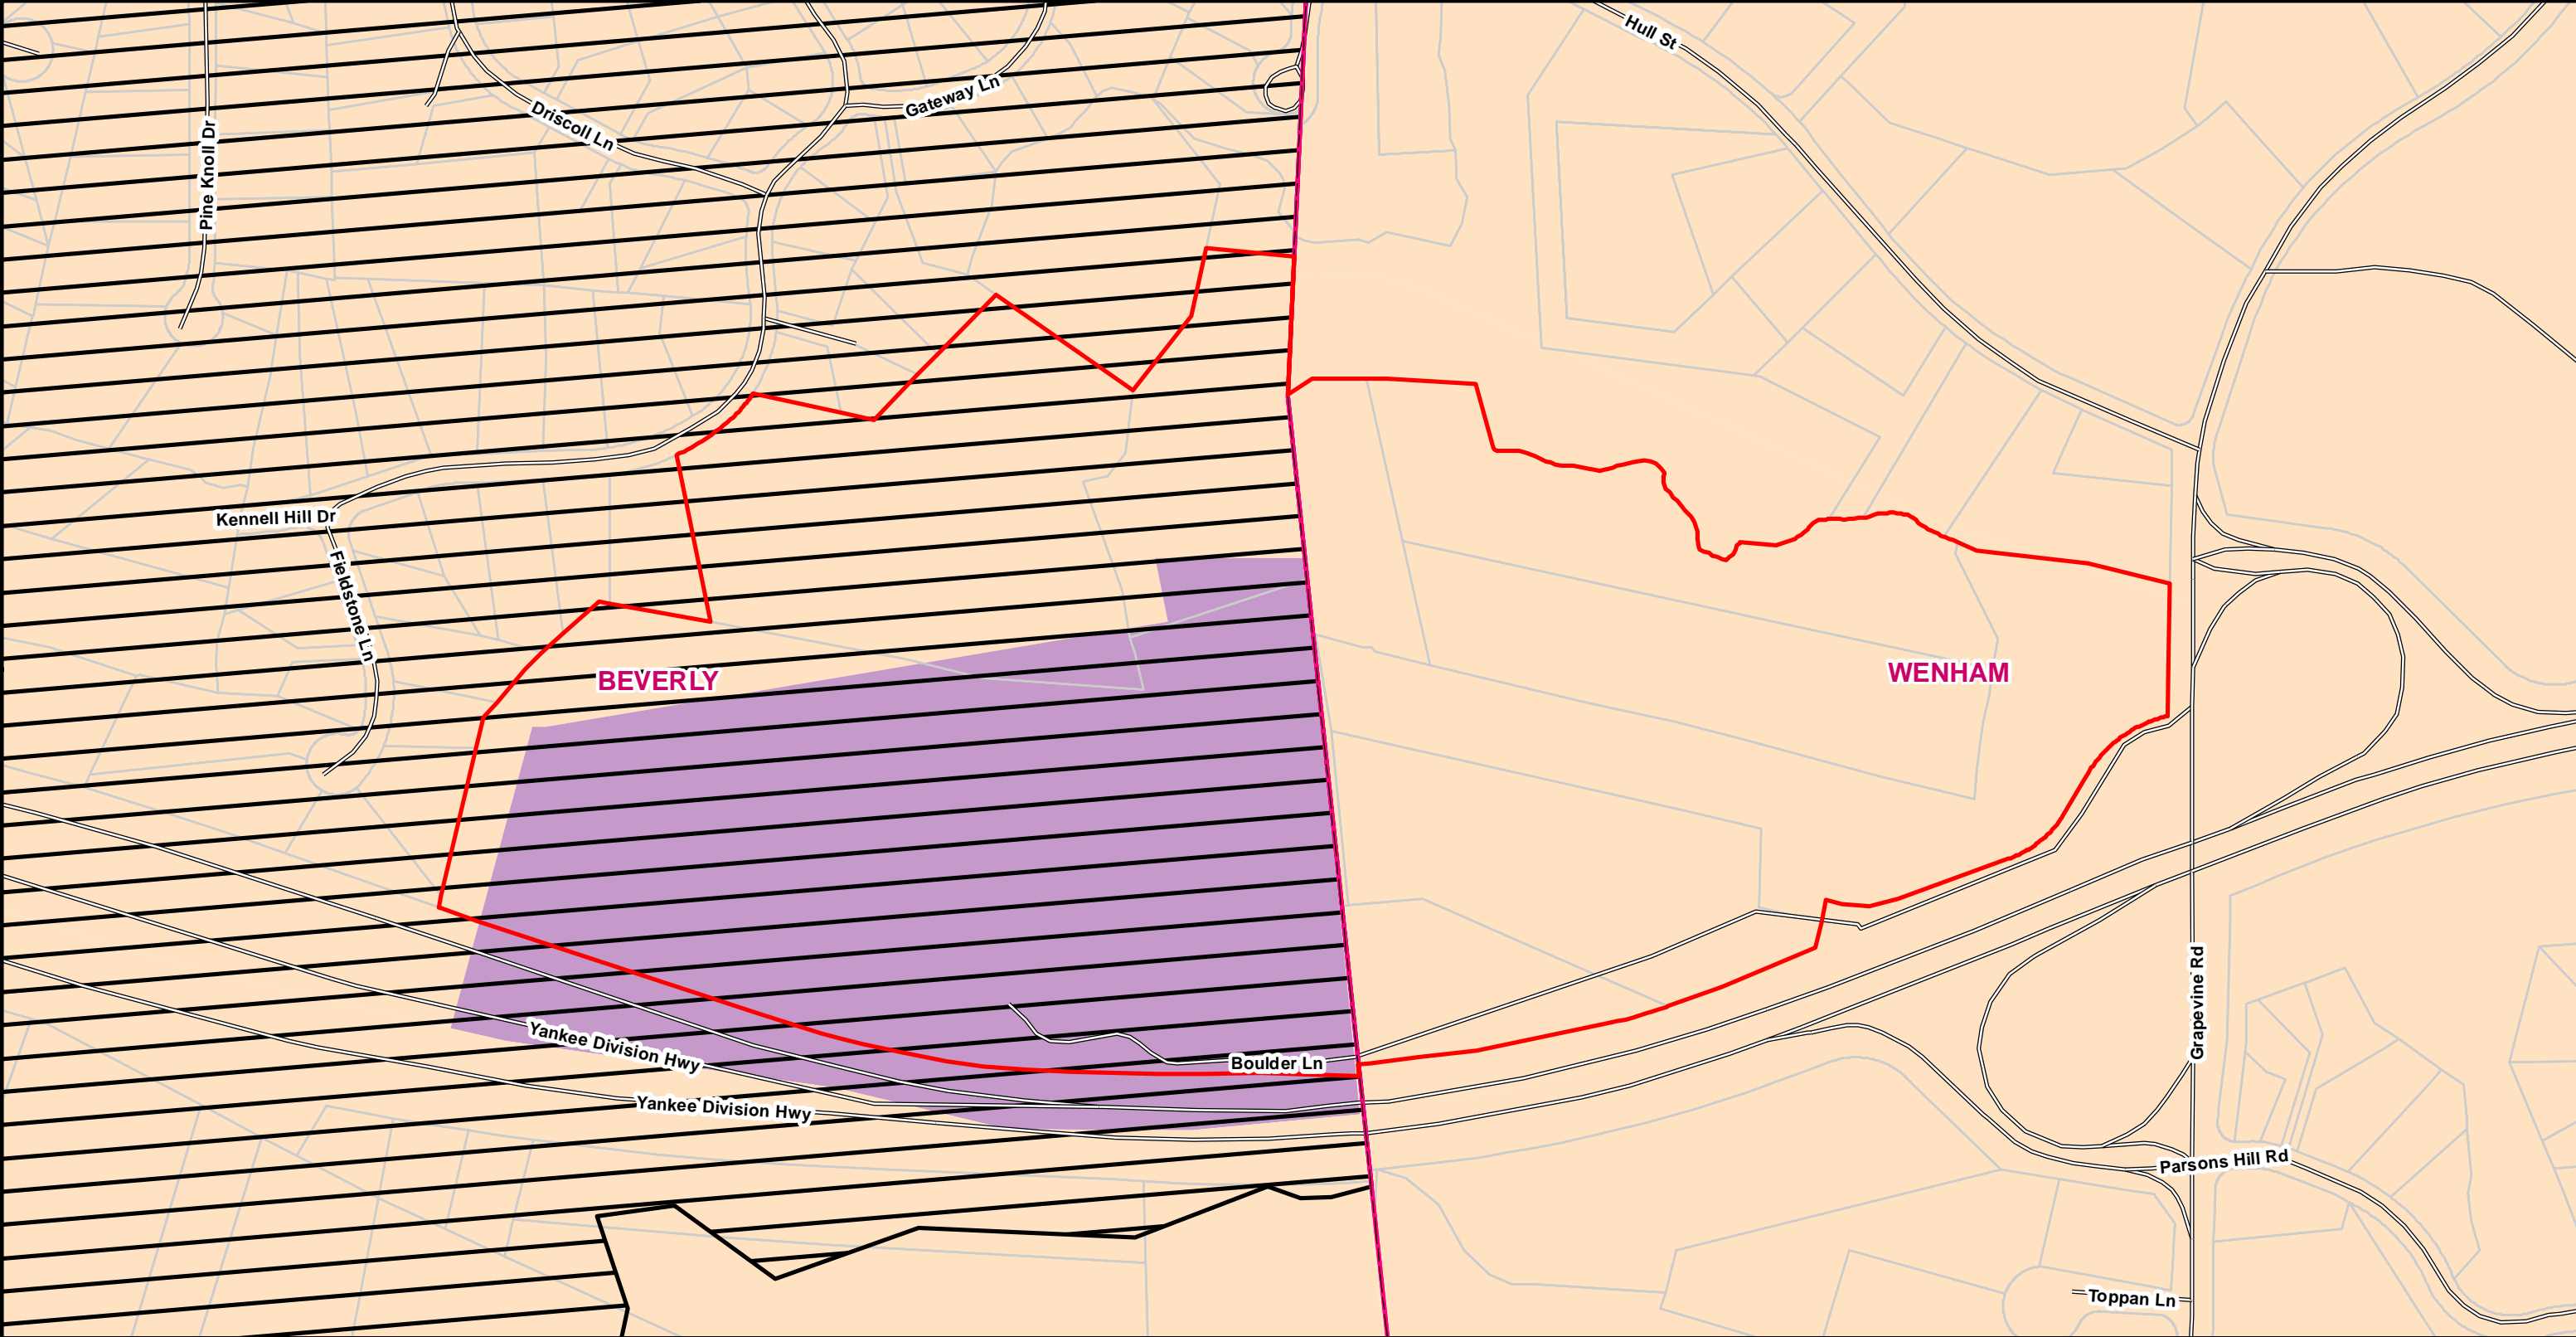 Hull St
Gateway Ln
Driscoll Ln
Pine Knoll Dr
Kennell Hill Dr
Fieldstone Ln
BEVERLY
WENHAM
Grapevine Rd
Yankee Division Hwy
Boulder Ln
Yankee Division Hwy
Parsons Hill Rd
Toppan Ln